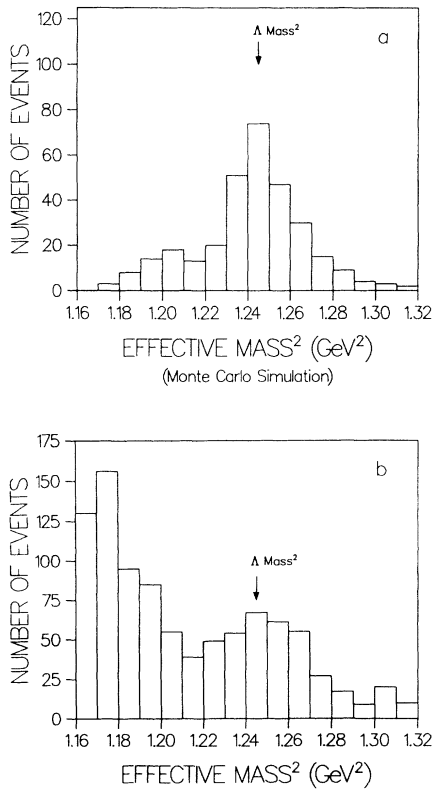 120
Λ Mass²
a
100
80
60
40
20
0
NUMBER OF EVENTS
1.16 1.18 1.20 1.22 1.24 1.26 1.28 1.30 1.32
EFFECTIVE MASS² (GeV²)
(Monte Carlo Simulation)
175
b
150
125
100
Λ Mass²
75
50
25
0
NUMBER OF EVENTS
1.16 1.18 1.20 1.22 1.24 1.26 1.28 1.30 1.32
EFFECTIVE MASS² (GeV²)